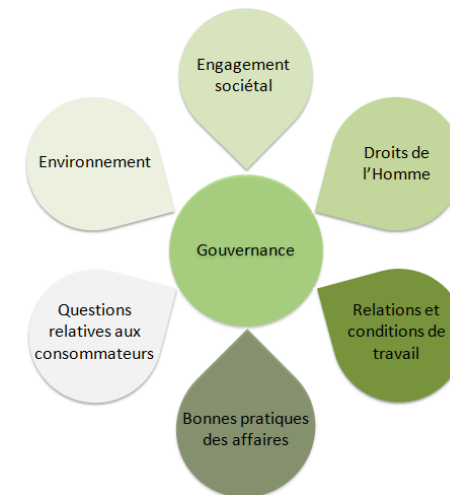 Engagement
sociétal
Environnement
Droits de
l'Homme
Gouvernance
Questions
relatives aux
consommateurs
Relations et
conditions de
travail
Bonnes pratiques
des affaires